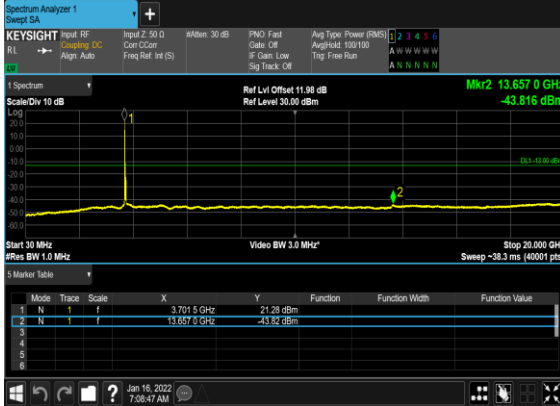 Spectrum Analyzer 1
Swept SA
+
KEYSIGHT
RL
Input: RF
Coupling: DC
Align: Auto
Input Z: 50 Ω
Corr CCorr
Freq Ref: Int (S)
#Atten: 30 dB
PNO: Fast
Gate: Off
IF Gain: Low
Sig Track: Off
Avg Type: Power (RMS)
Avg|Hold: 100/100
Trig: Free Run
1 2 3 4 5 6
A W W W W W
A N N N N N
1 Spectrum
Scale/Div 10 dB
Ref Lvl Offset 11.98 dB
Ref Level 30.00 dBm
Mkr2 13.657 0 GHz
-43.816 dBm
Log
20.0
10.0
0.00
-10.0
-20.0
-30.0
-40.0
-50.0
-60.0
1
2
DL1 -13.00 dBm
Start 30 MHz
#Res BW 1.0 MHz
Video BW 3.0 MHz*
Stop 20.000 GHz
Sweep ~38.3 ms (40001 pts)
5 Marker Table
Mode Trace Scale X Y Function Function Width Function Value
1 N 1 f 3.701 5 GHz 21.28 dBm
2 N 1 f 13.657 0 GHz -43.82 dBm
3
4
5
6
?
Jan 16, 2022
7:08:47 AM